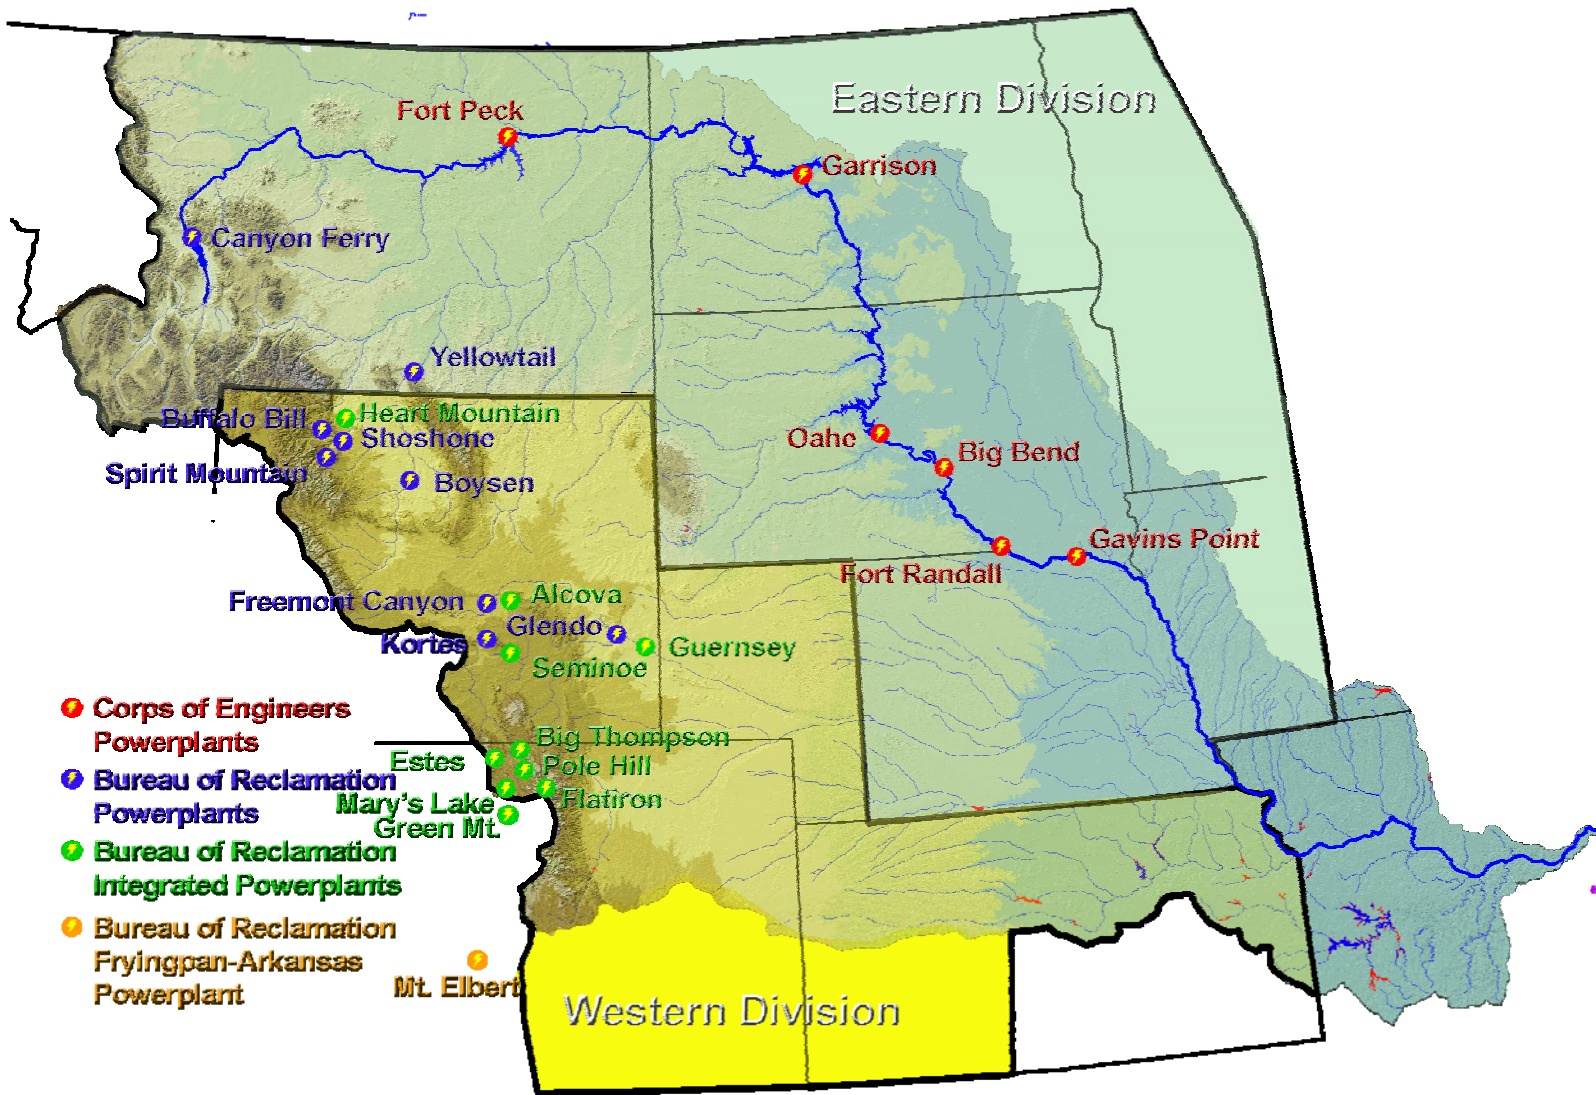 Eastern Division
Fort Peck
Garrison
Canyon Ferry
Yellowtail
Buffalo Bill
Heart Mountain
Shoshone
Spirit Mountain
Boysen
Oahe
Big Bend
Gavins Point
Fort Randall
Freemont Canyon
Alcova
Glendo
Kortes
Guernsey
Seminoe
Corps of Engineers
Powerplants
Bureau of Reclamation
Powerplants
Bureau of Reclamation
Integrated Powerplants
Bureau of Reclamation
Fryingpan-Arkansas
Powerplant
Big Thompson
Estes
Pole Hill
Mary's Lake
Flatiron
Green Mt.
Mt. Elbert
Western Division